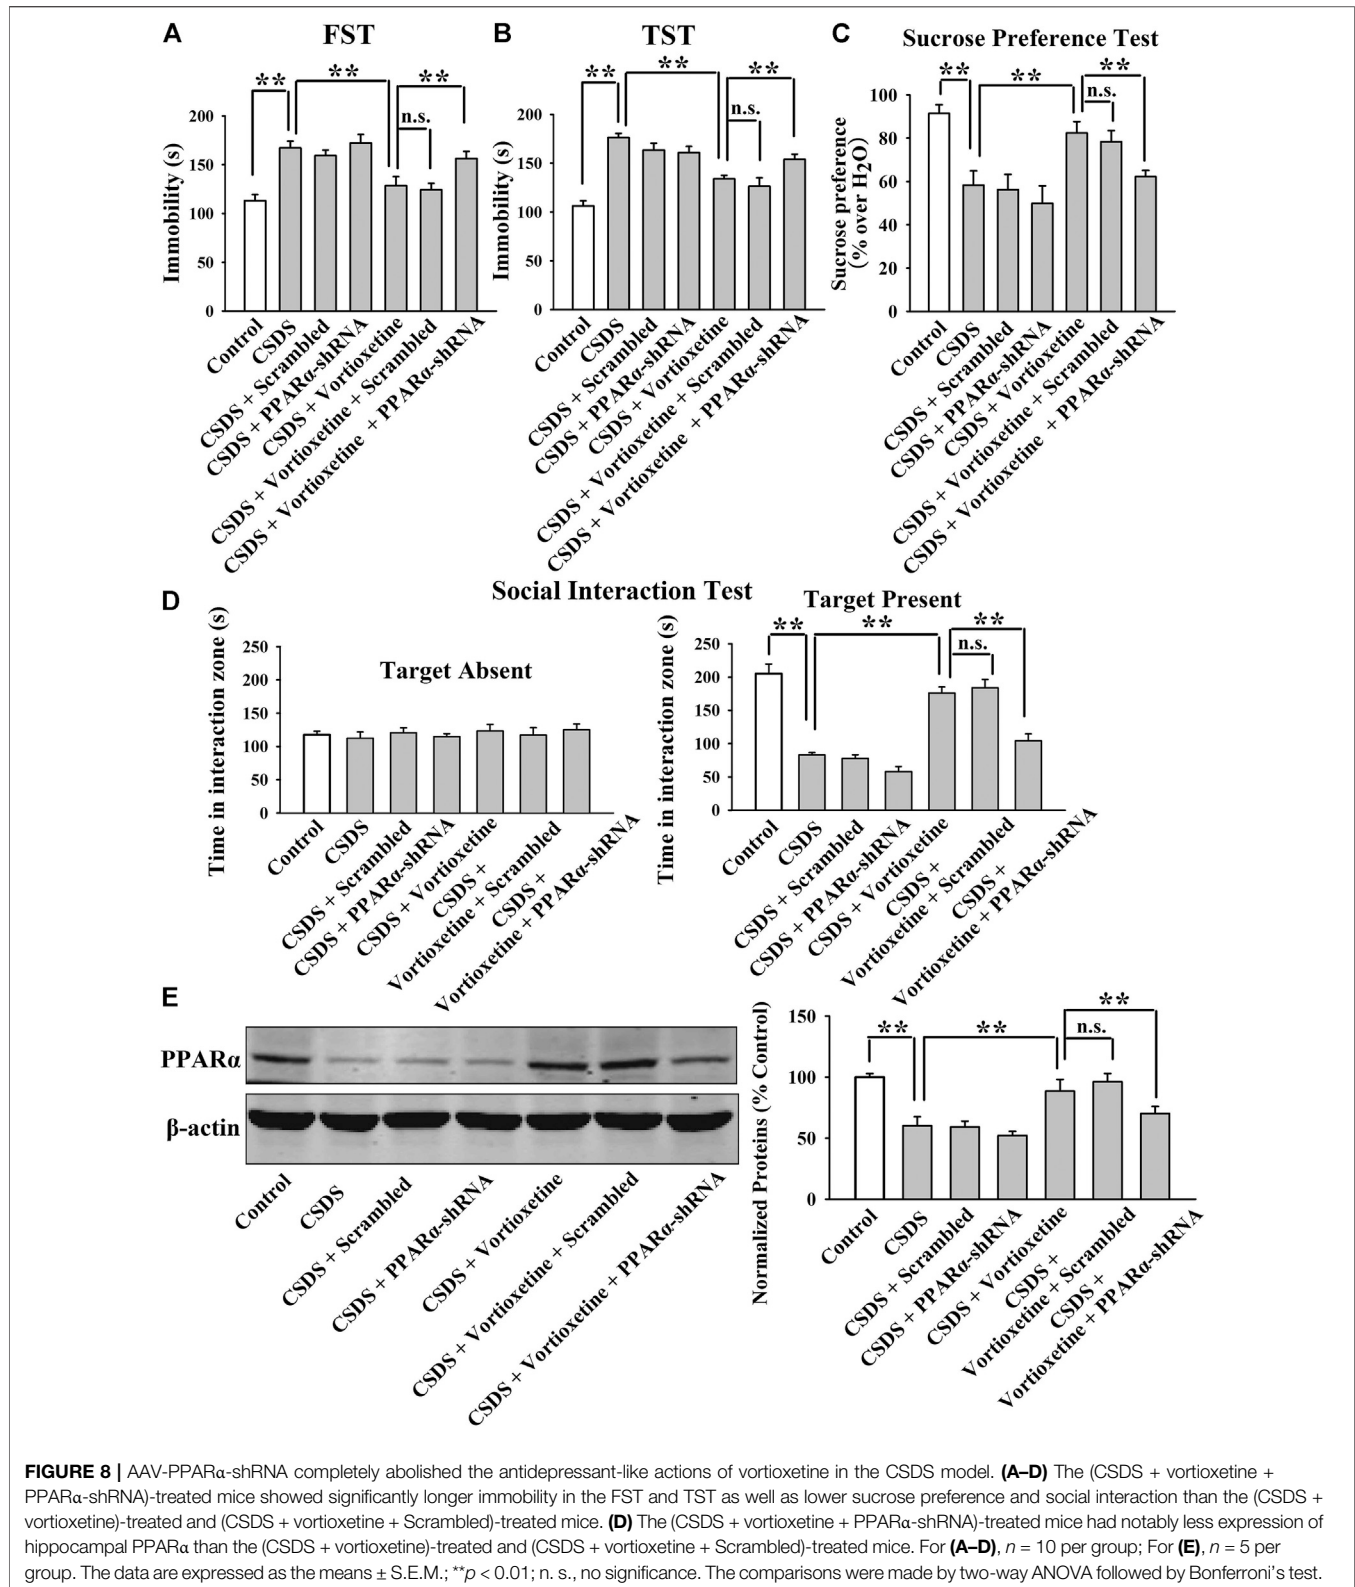 A FST
** ** **
n.s.
Immobility (s)
200
150
100
50
0
Control
CSDS
CSDS + Scrambled
CSDS + PPARα-shRNA
CSDS + Vortioxetine
CSDS + Vortioxetine + Scrambled
CSDS + Vortioxetine + PPARα-shRNA
B TST
** ** **
n.s.
Immobility (s)
200
150
100
50
0
Control
CSDS
CSDS + Scrambled
CSDS + PPARα-shRNA
CSDS + Vortioxetine
CSDS + Vortioxetine + Scrambled
CSDS + Vortioxetine + PPARα-shRNA
C Sucrose Preference Test
** ** **
n.s.
Sucrose preference
(% over H2O)
100
80
60
40
20
0
Control
CSDS
CSDS + Scrambled
CSDS + PPARα-shRNA
CSDS + Vortioxetine
CSDS + Vortioxetine + Scrambled
CSDS + Vortioxetine + PPARα-shRNA
D Social Interaction Test
Target Absent
Time in interaction zone (s)
250
200
150
100
50
0
Control
CSDS
CSDS + Scrambled
CSDS + PPARα-shRNA
CSDS + Vortioxetine
CSDS +
Vortioxetine + Scrambled
CSDS +
Vortioxetine + PPARα-shRNA
Target Present
** ** **
n.s.
Time in interaction zone (s)
250
200
150
100
50
0
Control
CSDS
CSDS + Scrambled
CSDS + PPARα-shRNA
CSDS + Vortioxetine
CSDS +
Vortioxetine + Scrambled
CSDS +
Vortioxetine + PPARα-shRNA
E
PPARα
β-actin
Control
CSDS
CSDS + Scrambled
CSDS + PPARα-shRNA
CSDS + Vortioxetine
CSDS + Vortioxetine + Scrambled
CSDS + Vortioxetine + PPARα-shRNA
** ** **
n.s.
Normalized Proteins (% Control)
150
100
50
0
Control
CSDS
CSDS + Scrambled
CSDS + PPARα-shRNA
CSDS + Vortioxetine
CSDS +
Vortioxetine + Scrambled
CSDS +
Vortioxetine + PPARα-shRNA
FIGURE 8 | AAV-PPARα-shRNA completely abolished the antidepressant-like actions of vortioxetine in the CSDS model. (A–D) The (CSDS + vortioxetine +
PPARα-shRNA)-treated mice showed significantly longer immobility in the FST and TST as well as lower sucrose preference and social interaction than the (CSDS +
vortioxetine)-treated and (CSDS + vortioxetine + Scrambled)-treated mice. (D) The (CSDS + vortioxetine + PPARα-shRNA)-treated mice had notably less expression of
hippocampal PPARα than the (CSDS + vortioxetine)-treated and (CSDS + vortioxetine + Scrambled)-treated mice. For (A–D), n = 10 per group; For (E), n = 5 per
group. The data are expressed as the means ± S.E.M.; **p < 0.01; n. s., no significance. The comparisons were made by two-way ANOVA followed by Bonferroni's test.